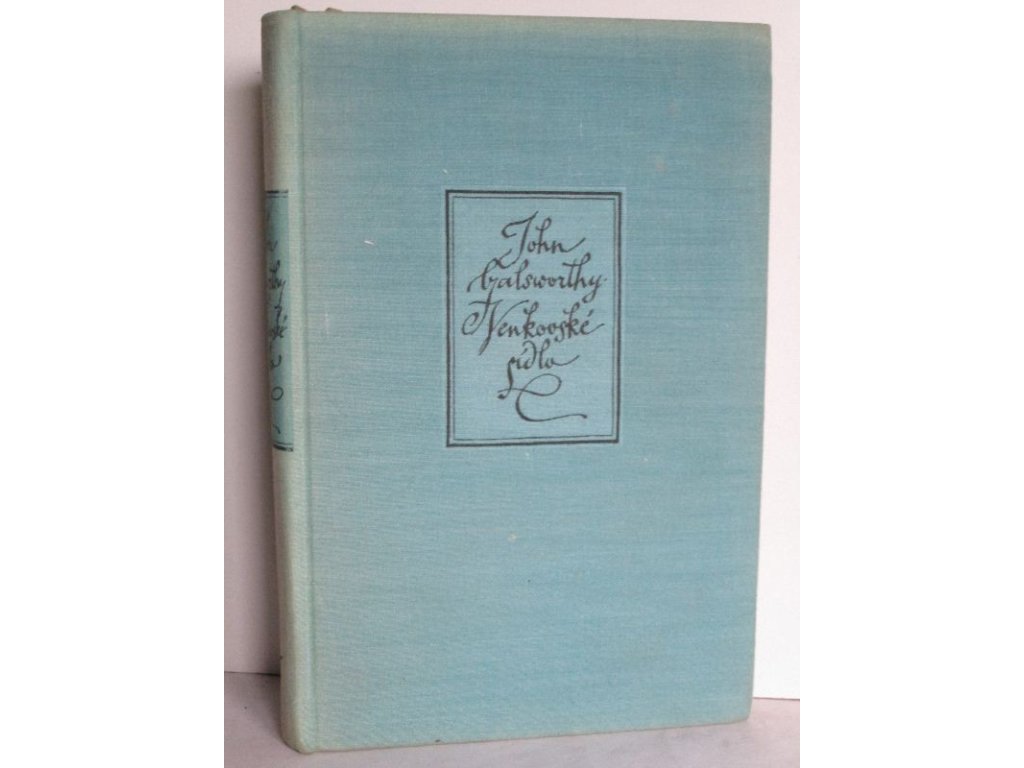 John
Galsworthy.
Venkovské
sídlo